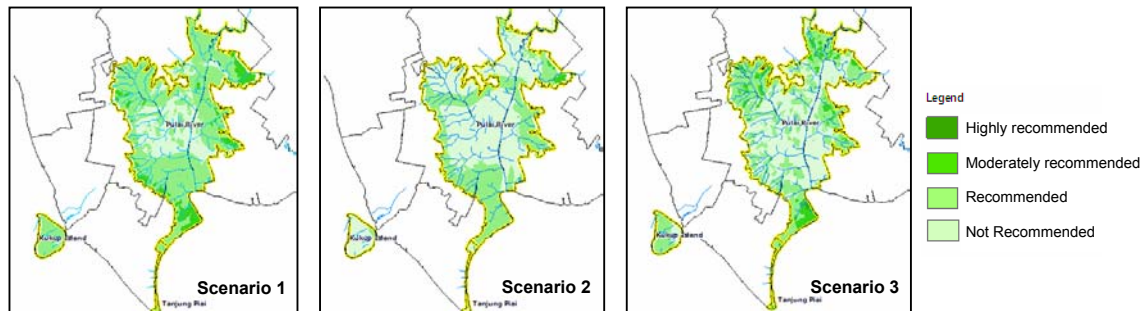 Pulai River
Kukup Island
Tanjung Piai
Scenario 1
Pulai River
Kukup Island
Tanjung Piai
Scenario 2
Pulai River
Kukup Island
Tanjung Piai
Scenario 3
Legend
Highly recommended
Moderately recommended
Recommended
Not Recommended